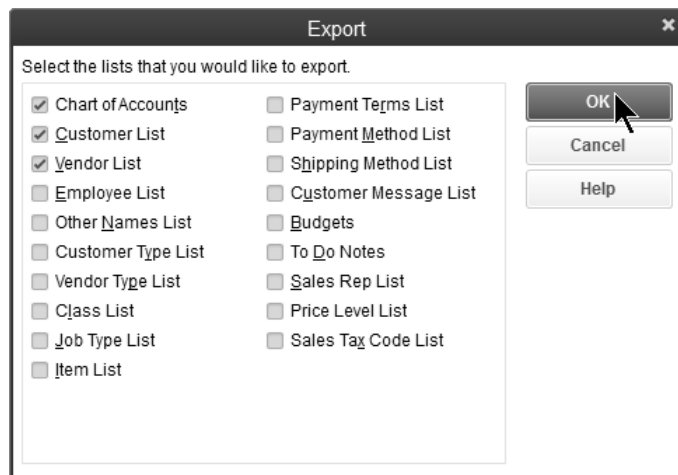 Export
Select the lists that you would like to export.
Chart of Accounts
Customer List
Vendor List
Employee List
Other Names List
Customer Type List
Vendor Type List
Class List
Job Type List
Item List
Payment Terms List
Payment Method List
Shipping Method List
Customer Message List
Budgets
To Do Notes
Sales Rep List
Price Level List
Sales Tax Code List
OK
Cancel
Help